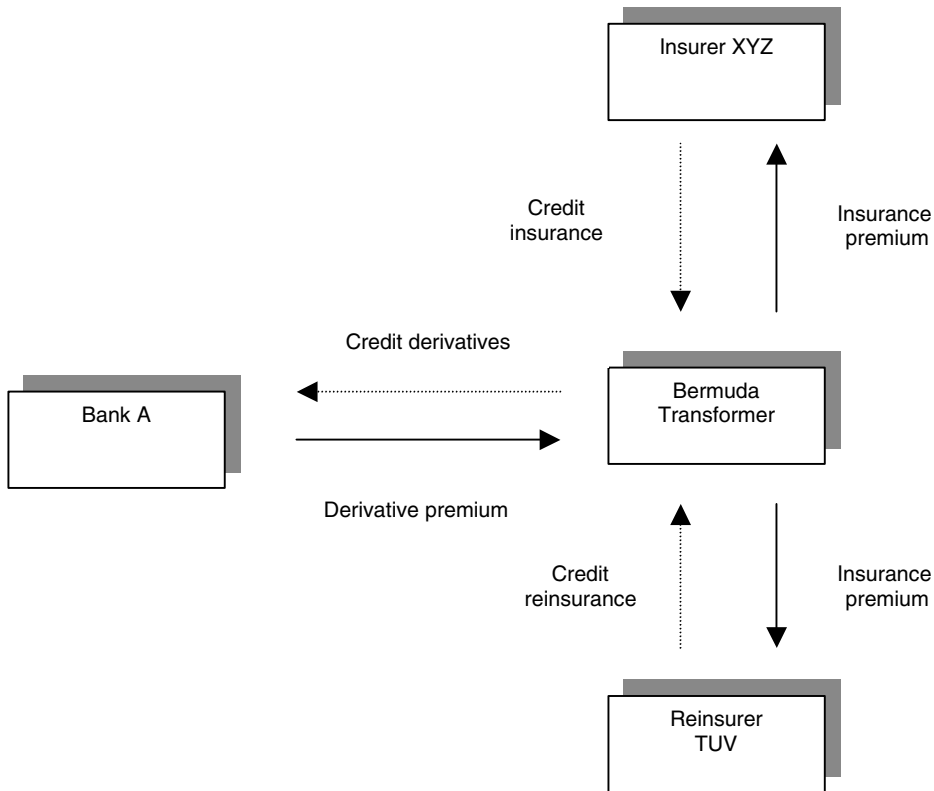 Insurer XYZ
Credit
insurance
Insurance
premium
Credit derivatives
Bank A
Bermuda
Transformer
Derivative premium
Credit
reinsurance
Insurance
premium
Reinsurer
TUV